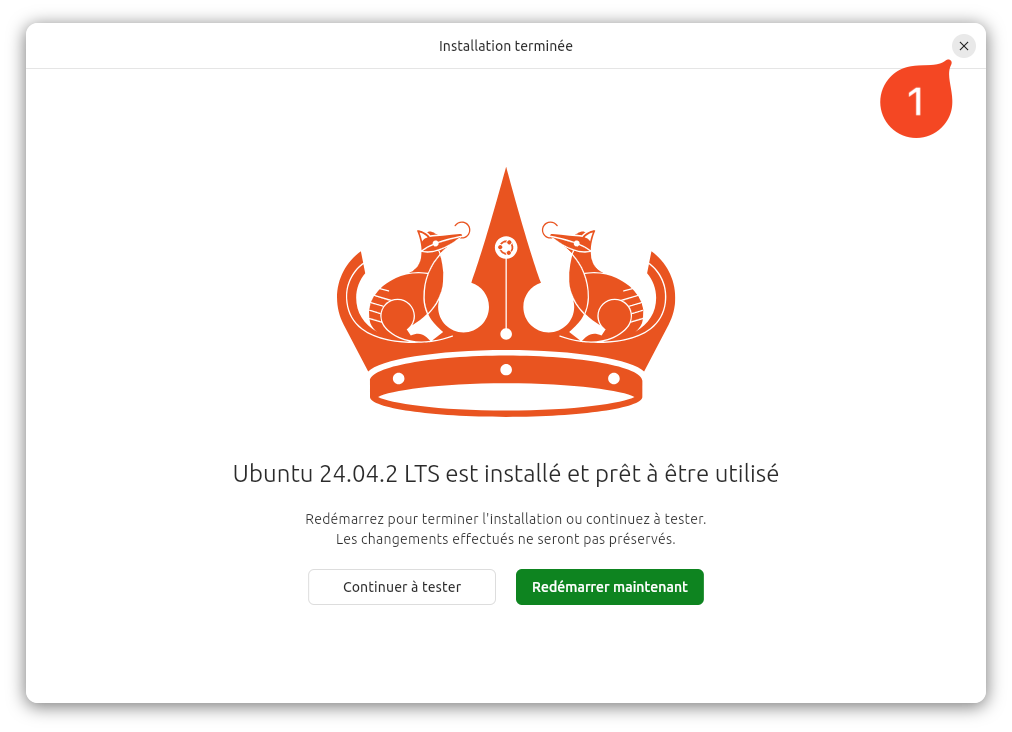 Installation terminée
1
Ubuntu 24.04.2 LTS est installé et prêt à être utilisé
Redémarrez pour terminer l'installation ou continuez à tester.
Les changements effectués ne seront pas préservés.
Continuer à tester
Redémarrer maintenant